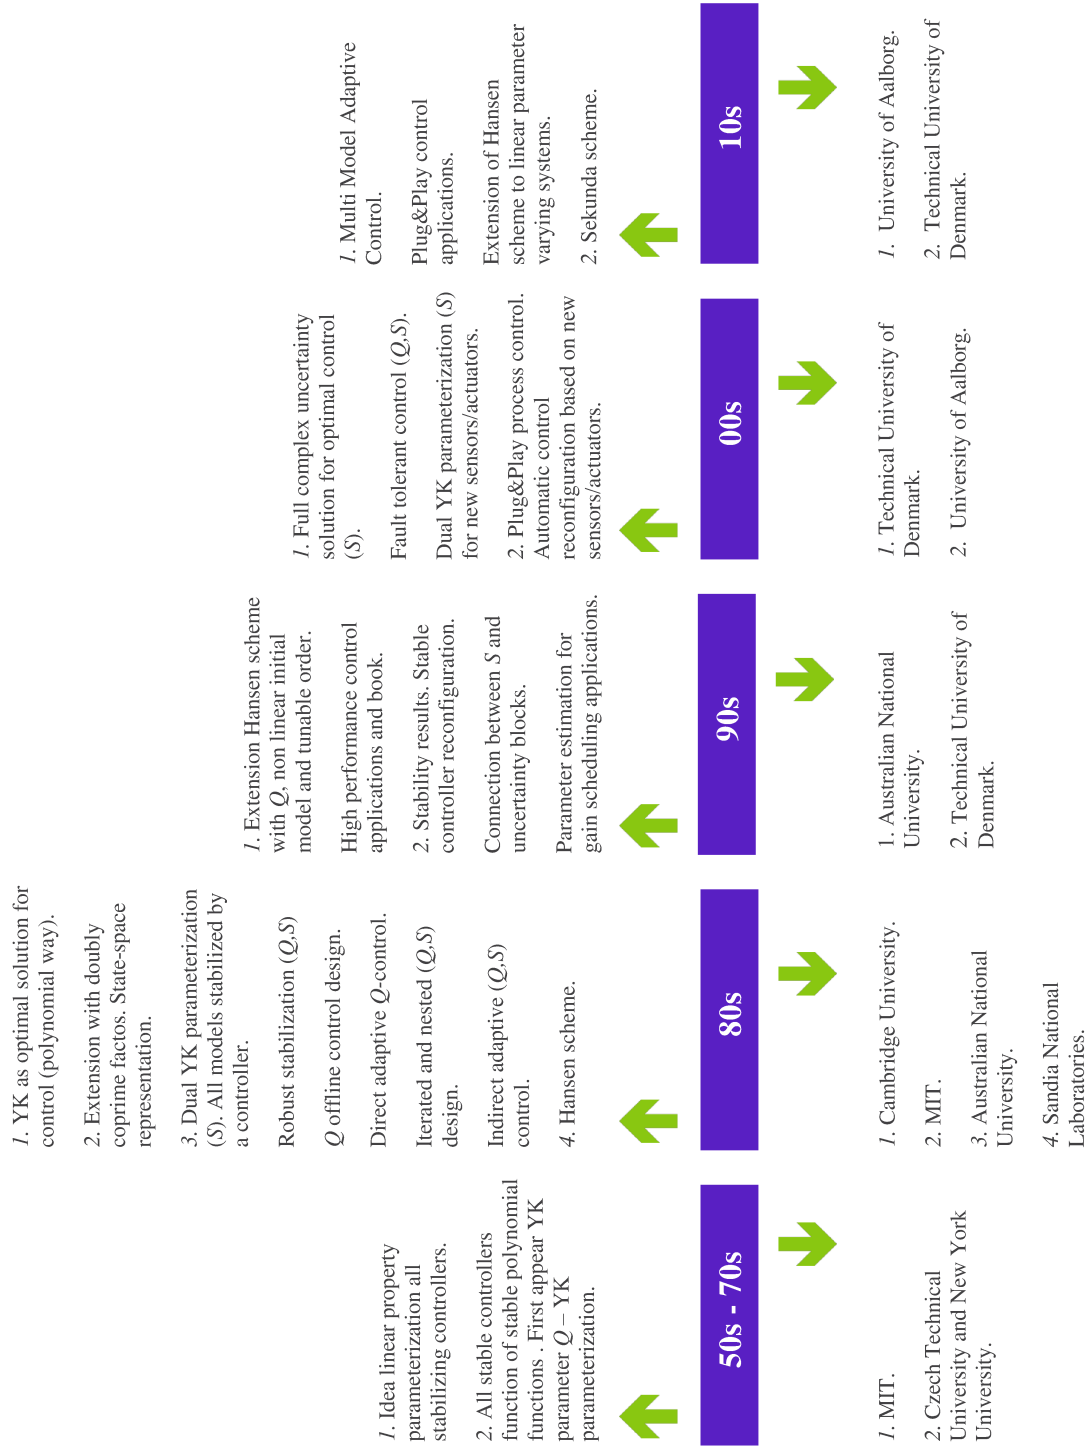 1. Idea linear property
parameterization all
stabilizing controllers.
2. All stable controllers
function of stable polynomial
functions . First appear YK
parameter Q – YK
parameterization.
50s - 70s
1. MIT.
2. Czech Technical
University and New York
University.
1. YK as optimal solution for
control (polynomial way).
2. Extension with doubly
coprime factos. State-space
representation.
3. Dual YK parameterization
(S). All models stabilized by
a controller.
Robust stabilization (Q,S)
Q offline control design.
Direct adaptive Q-control.
Iterated and nested (Q,S)
design.
Indirect adaptive (Q,S)
control.
4. Hansen scheme.
80s
1. Cambridge University.
2. MIT.
3. Australian National
University.
4. Sandia National
Laboratories.
1. Extension Hansen scheme
with Q, non linear initial
model and tunable order.
High performance control
applications and book.
2. Stability results. Stable
controller reconfiguration.
Connection between S and
uncertainty blocks.
Parameter estimation for
gain scheduling applications.
90s
1. Australian National
University.
2. Technical University of
Denmark.
1. Full complex uncertainty
solution for optimal control
(S).
Fault tolerant control (Q,S).
Dual YK parameterization (S)
for new sensors/actuators.
2. Plug&Play process control.
Automatic control
reconfiguration based on new
sensors/actuators.
00s
1. Technical University of
Denmark.
2. University of Aalborg.
1. Multi Model Adaptive
Control.
Plug&Play control
applications.
Extension of Hansen
scheme to linear parameter
varying systems.
2. Sekunda scheme.
10s
1. University of Aalborg.
2. Technical University of
Denmark.